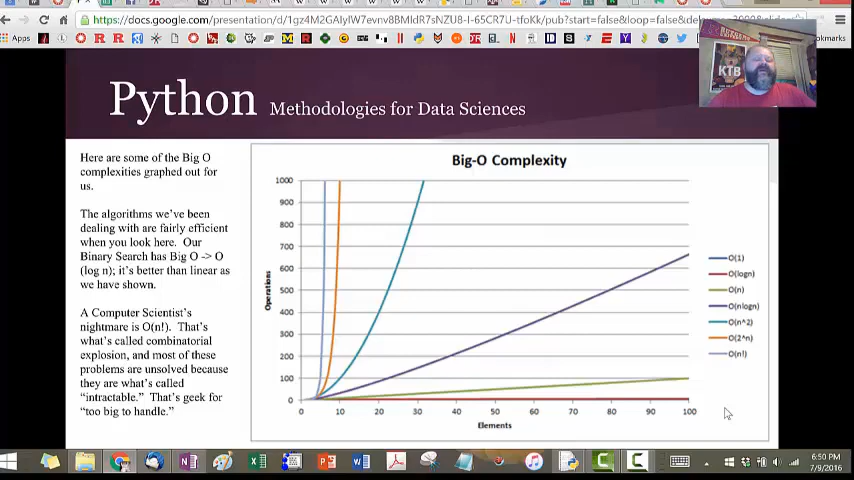 https://docs.google.com/presentation/d/1gz4M2GAIyIW7evnv8BMldR7sNZU8-I-65CR7U-tfoKk/pub?start=false&loop=false&
Apps
Bookmarks
KTB
Python Methodologies for Data Sciences
Here are some of the Big O
complexities graphed out for
us.
The algorithms we've been
dealing with are fairly efficient
when you look here. Our
Binary Search has Big O -> O
(log n); it's better than linear as
we have shown.
A Computer Scientist's
nightmare is O(n!). That's
what's called combinatorial
explosion, and most of these
problems are unsolved because
they are what's called
"intractable." That's geek for
"too big to handle."
Big-O Complexity
1000
900
800
700
600
500
400
300
200
100
0
Operations
0 10 20 30 40 50 60 70 80 90 100
Elements
O(1)
O(logn)
O(n)
O(nlogn)
O(n^2)
O(2^n)
O(n!)
6:50 PM
7/9/2016